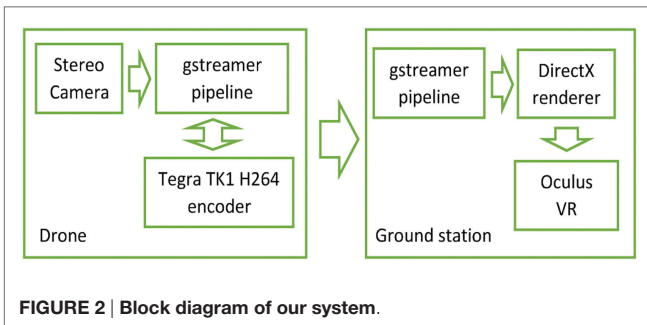 Stereo
Camera
gstreamer
pipeline
Tegra TK1 H264
encoder
Drone
gstreamer
pipeline
DirectX
renderer
Oculus
VR
Ground station
FIGURE 2 | Block diagram of our system.